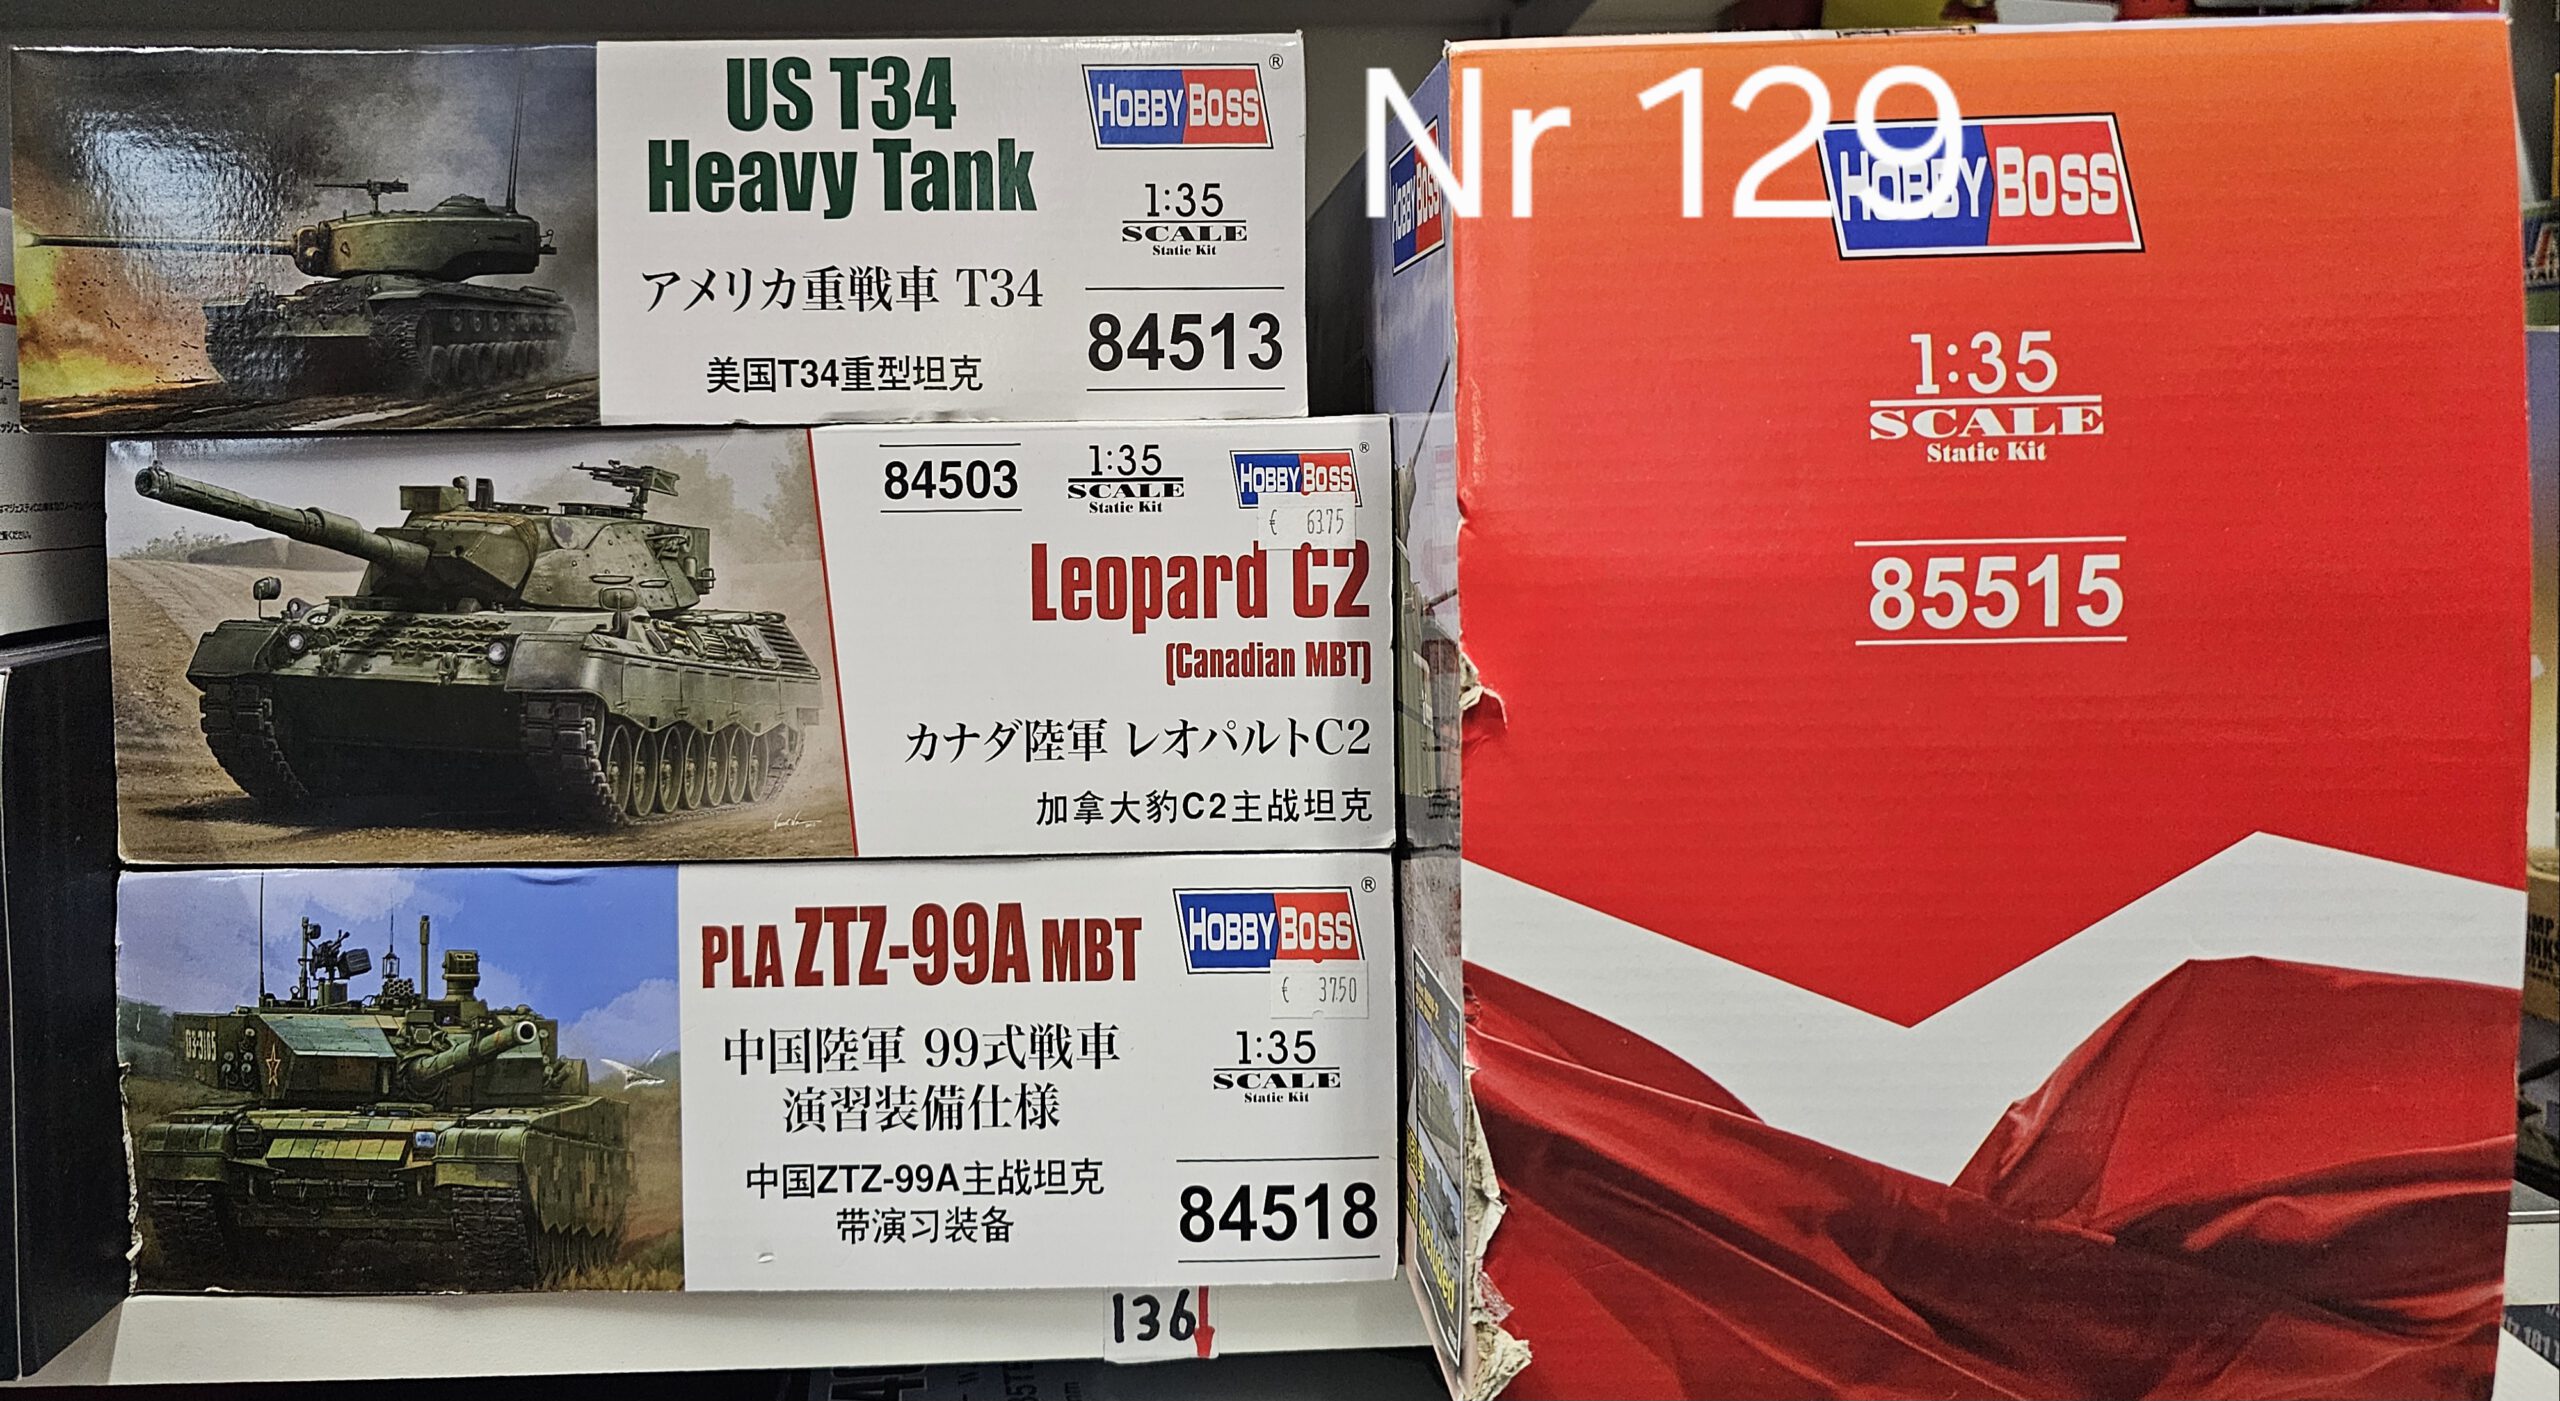 US T34
Heavy Tank
アメリカ重戦車 T34
美国T34重型坦克
HOBBY BOSS ®
1:35
SCALE
Static Kit
84513
84503
1:35
SCALE
Static Kit
HOBBY BOSS ®
€ 63.75
Leopard C2
(Canadian MBT)
カナダ陸軍 レオパルトC2
加拿大豹C2主战坦克
PLA ZTZ-99A MBT
中国陸軍 99式戦車
演習装備仕様
中国ZTZ-99A主战坦克
带演习装备
HOBBY BOSS ®
€ 37.50
1:35
SCALE
Static Kit
84518
136
Nr 129
HOBBY BOSS
HOBBY BOSS
1:35
SCALE
Static Kit
85515
included